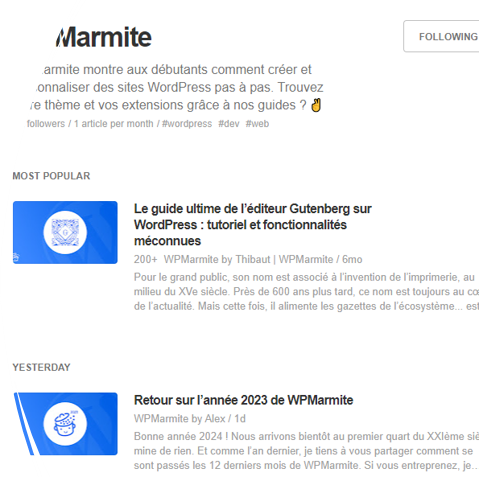 Marmite
FOLLOWING
armite montre aux débutants comment créer et
onnaliser des sites WordPress pas à pas. Trouvez
re thème et vos extensions grâce à nos guides ? ✌
followers / 1 article per month / #wordpress #dev #web
MOST POPULAR
Le guide ultime de l'éditeur Gutenberg sur
WordPress : tutoriel et fonctionnalités
méconnues
200+ WPMarmite by Thibaut | WPMarmite / 6mo
Pour le grand public, son nom est associé à l'invention de l'imprimerie, au
milieu du XVe siècle. Près de 600 ans plus tard, ce nom est toujours au cœ
de l'actualité. Mais cette fois, il alimente les gazettes de l'écosystème... est
YESTERDAY
Retour sur l'année 2023 de WPMarmite
WPMarmite by Alex / 1d
Bonne année 2024 ! Nous arrivons bientôt au premier quart du XXIème siè
mine de rien. Et comme l'an dernier, je tiens à vous partager comment se
sont passés les 12 derniers mois de WPMarmite. Si vous entreprenez, je...